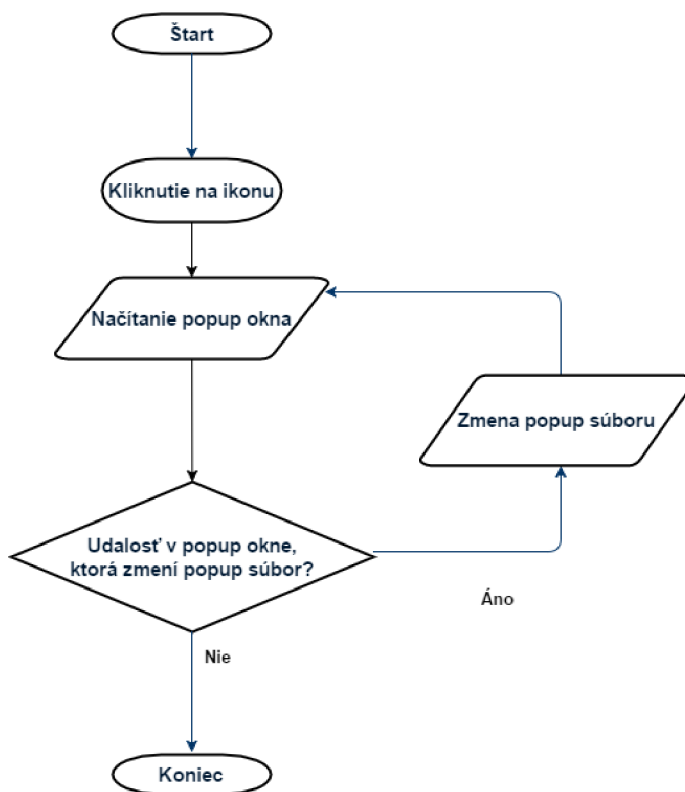 Štart
Kliknutie na ikonu
Načítanie popup okna
Zmena popup súboru
Udalosť v popup okne,
ktorá zmení popup súbor?
Áno
Nie
Koniec